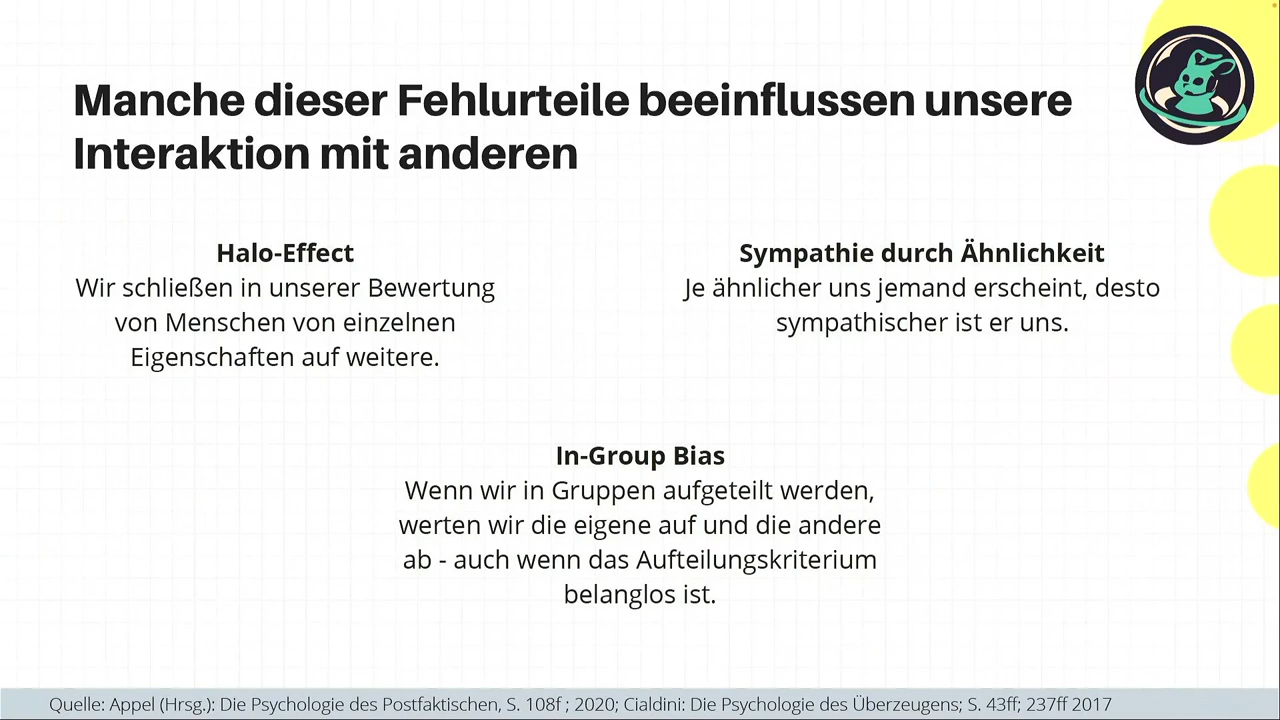 Manche dieser Fehlurteile beeinflussen unsere
Interaktion mit anderen
Halo-Effect
Wir schließen in unserer Bewertung
von Menschen von einzelnen
Eigenschaften auf weitere.
Sympathie durch Ähnlichkeit
Je ähnlicher uns jemand erscheint, desto
sympathischer ist er uns.
In-Group Bias
Wenn wir in Gruppen aufgeteilt werden,
werten wir die eigene auf und die andere
ab - auch wenn das Aufteilungskriterium
belanglos ist.
Quelle: Appel (Hrsg.): Die Psychologie des Postfaktischen, S. 108f ; 2020; Cialdini: Die Psychologie des Überzeugens; S. 43ff; 237ff 2017